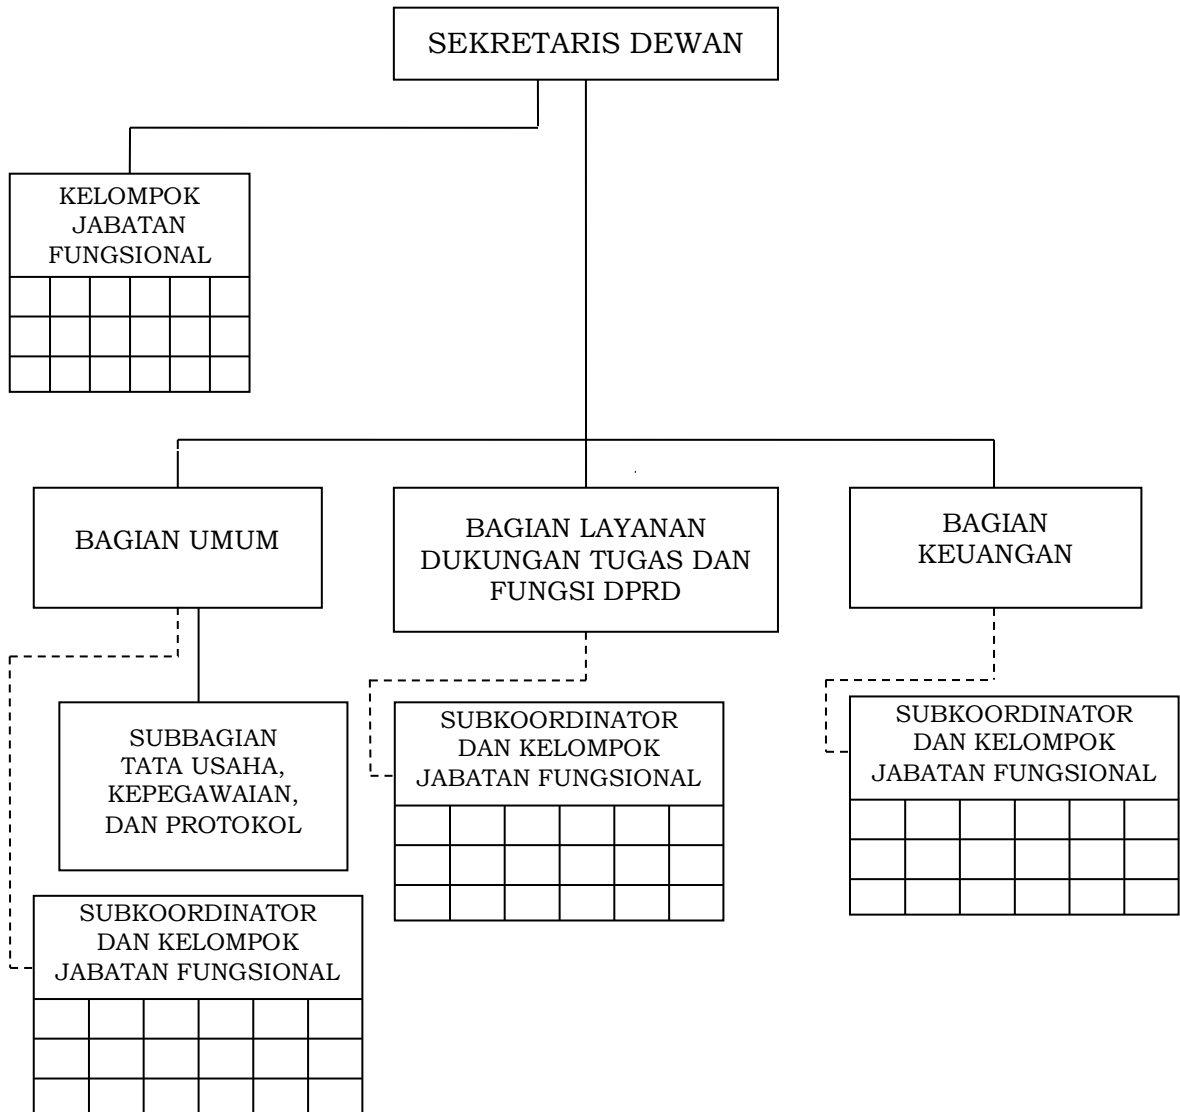 SEKRETARIS DEWAN
KELOMPOK
JABATAN
FUNGSIONAL
BAGIAN UMUM
BAGIAN LAYANAN
DUKUNGAN TUGAS DAN
FUNGSI DPRD
BAGIAN
KEUANGAN
SUBBAGIAN
TATA USAHA,
KEPEGAWAIAN,
DAN PROTOKOL
SUBKOORDINATOR
DAN KELOMPOK
JABATAN FUNGSIONAL
SUBKOORDINATOR
DAN KELOMPOK
JABATAN FUNGSIONAL
SUBKOORDINATOR
DAN KELOMPOK
JABATAN FUNGSIONAL